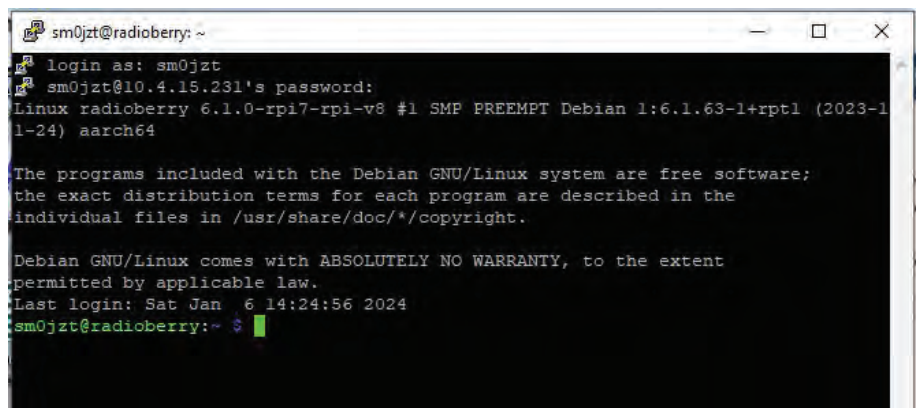 sm0jzt@radioberry: ~
login as: sm0jzt
sm0jzt@10.4.15.231's password:
Linux radioberry 6.1.0-rpi7-rpi-v8 #1 SMP PREEMPT Debian 1:6.1.63-1+rpt1 (2023-1
1-24) aarch64
The programs included with the Debian GNU/Linux system are free software;
the exact distribution terms for each program are described in the
individual files in /usr/share/doc/*/copyright.
Debian GNU/Linux comes with ABSOLUTELY NO WARRANTY, to the extent
permitted by applicable law.
Last login: Sat Jan  6 14:24:56 2024
sm0jzt@radioberry:~ $